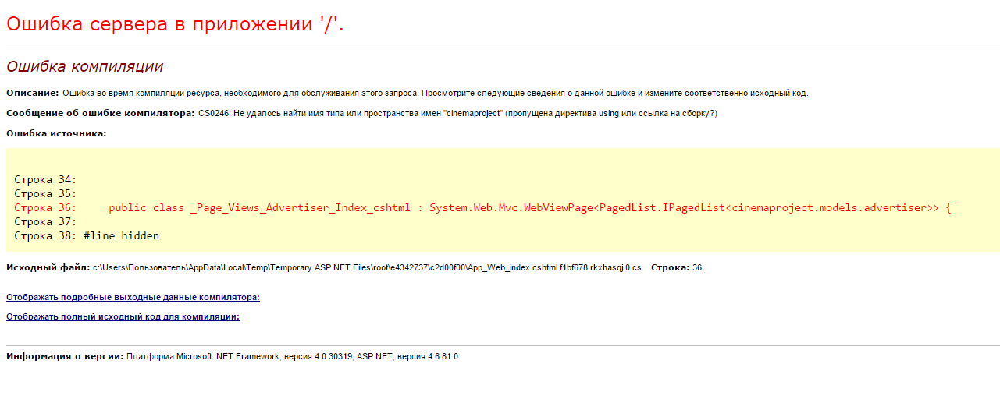 Ошибка сервера в приложении '/'.
Ошибка компиляции
Описание: Ошибка во время компиляции ресурса, необходимого для обслуживания этого запроса. Просмотрите следующие сведения о данной ошибке и измените соответственно исходный код.
Сообщение об ошибке компилятора: CS0246: Не удалось найти имя типа или пространства имен "cinemaproject" (пропущена директива using или ссылка на сборку?)
Ошибка источника:
Строка 34:
Строка 35:
Строка 36:     public class _Page_Views_Advertiser_Index_cshtml : System.Web.Mvc.WebViewPage<PagedList.IPagedList<cinemaproject.models.advertiser>> {
Строка 37:
Строка 38: #line hidden
Исходный файл: c:\Users\Пользователь\AppData\Local\Temp\Temporary ASP.NET Files\root\e4342737\c2d00f00\App_Web_index.cshtml.f1bf678.rkxhasqj.0.cs    Строка: 36
Отображать подробные выходные данные компилятора:
Отображать полный исходный код для компиляции:
Информация о версии: Платформа Microsoft .NET Framework, версия:4.0.30319; ASP.NET, версия:4.6.81.0